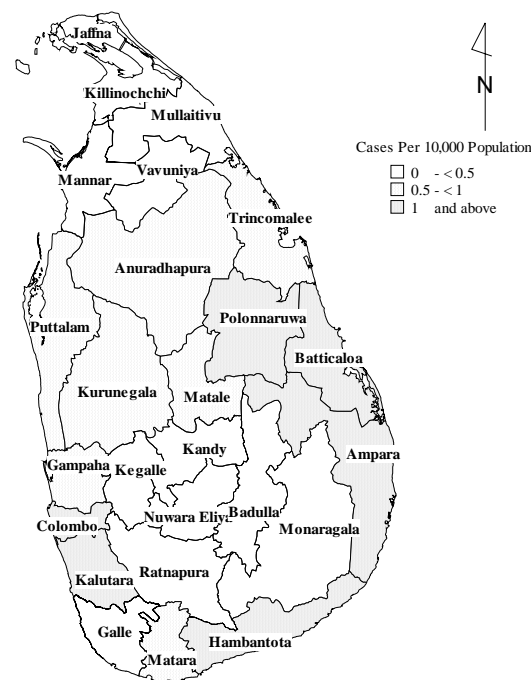 Jaffna
Killinochchi
Mullaitivu
N
Cases Per 10,000 Population
0 - < 0.5
0.5 - < 1
1 and above
Mannar
Vavuniya
Trincomalee
Anuradhapura
Puttalam
Polonnaruwa
Batticaloa
Kurunegala
Matale
Gampaha
Kegalle
Kandy
Ampara
Colombo
Nuwara Eliya
Badulla
Monaragala
Kalutara
Ratnapura
Galle
Matara
Hambantota